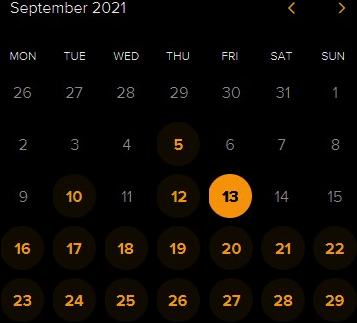 September 2021
MON TUE WED THU FRI SAT SUN
26 27 28 29 30 31 1
2 3 4 5 6 7 8
9 10 11 12 13 14 15
16 17 18 19 20 21 22
23 24 25 26 27 28 29